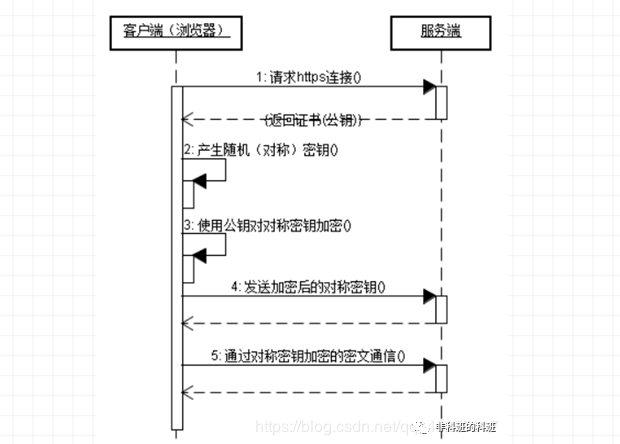 客户端（浏览器）
服务端
1: 请求https连接()
(返回证书(公钥))
2: 产生随机（对称）密钥()
3: 使用公钥对对称密钥加密()
4: 发送加密后的对称密钥()
5: 通过对称密钥加密的密文通信()
https://blog.csdn.net/qq_4
非科班的科班